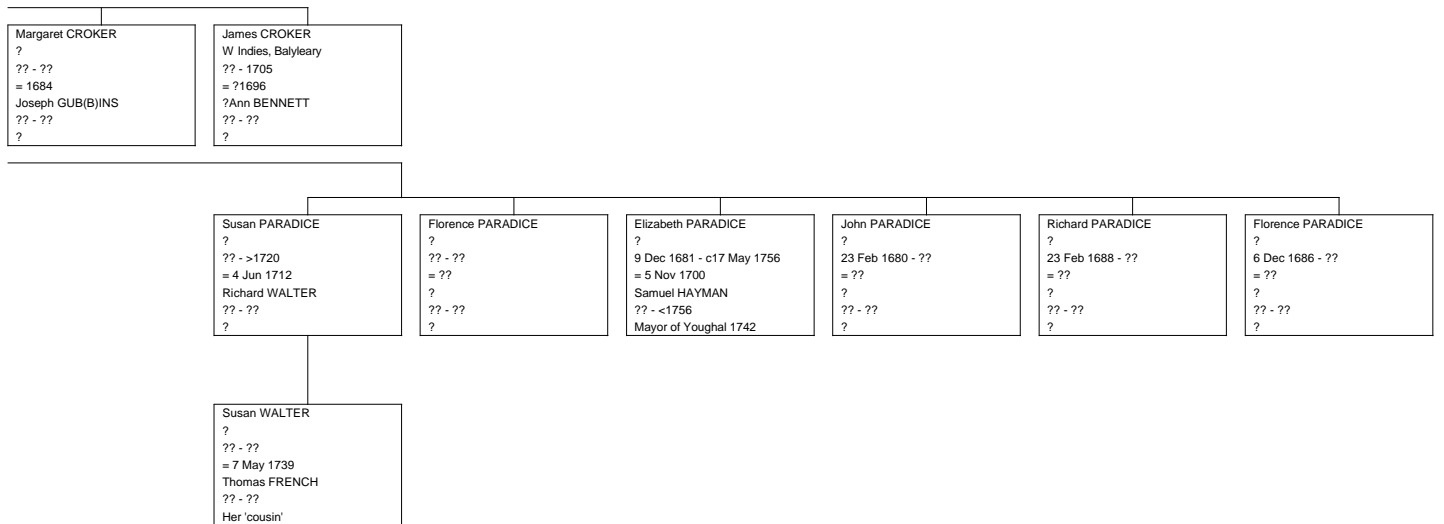 Margaret CROKER
?
?? - ??
= 1684
Joseph GUB(B)INS
?? - ??
?
James CROKER
W Indies, Balyleary
?? - 1705
= ?1696
?Ann BENNETT
?? - ??
?
Susan PARADICE
?
?? - >1720
= 4 Jun 1712
Richard WALTER
?? - ??
?
Florence PARADICE
?
?? - ??
= ??
?
?? - ??
?
Elizabeth PARADICE
?
9 Dec 1681 - c17 May 1756
= 5 Nov 1700
Samuel HAYMAN
?? - <1756
Mayor of Youghal 1742
John PARADICE
?
23 Feb 1680 - ??
= ??
?
?? - ??
?
Richard PARADICE
?
23 Feb 1688 - ??
= ??
?
?? - ??
?
Florence PARADICE
?
6 Dec 1686 - ??
= ??
?
?? - ??
?
Susan WALTER
?
?? - ??
= 7 May 1739
Thomas FRENCH
?? - ??
Her 'cousin'